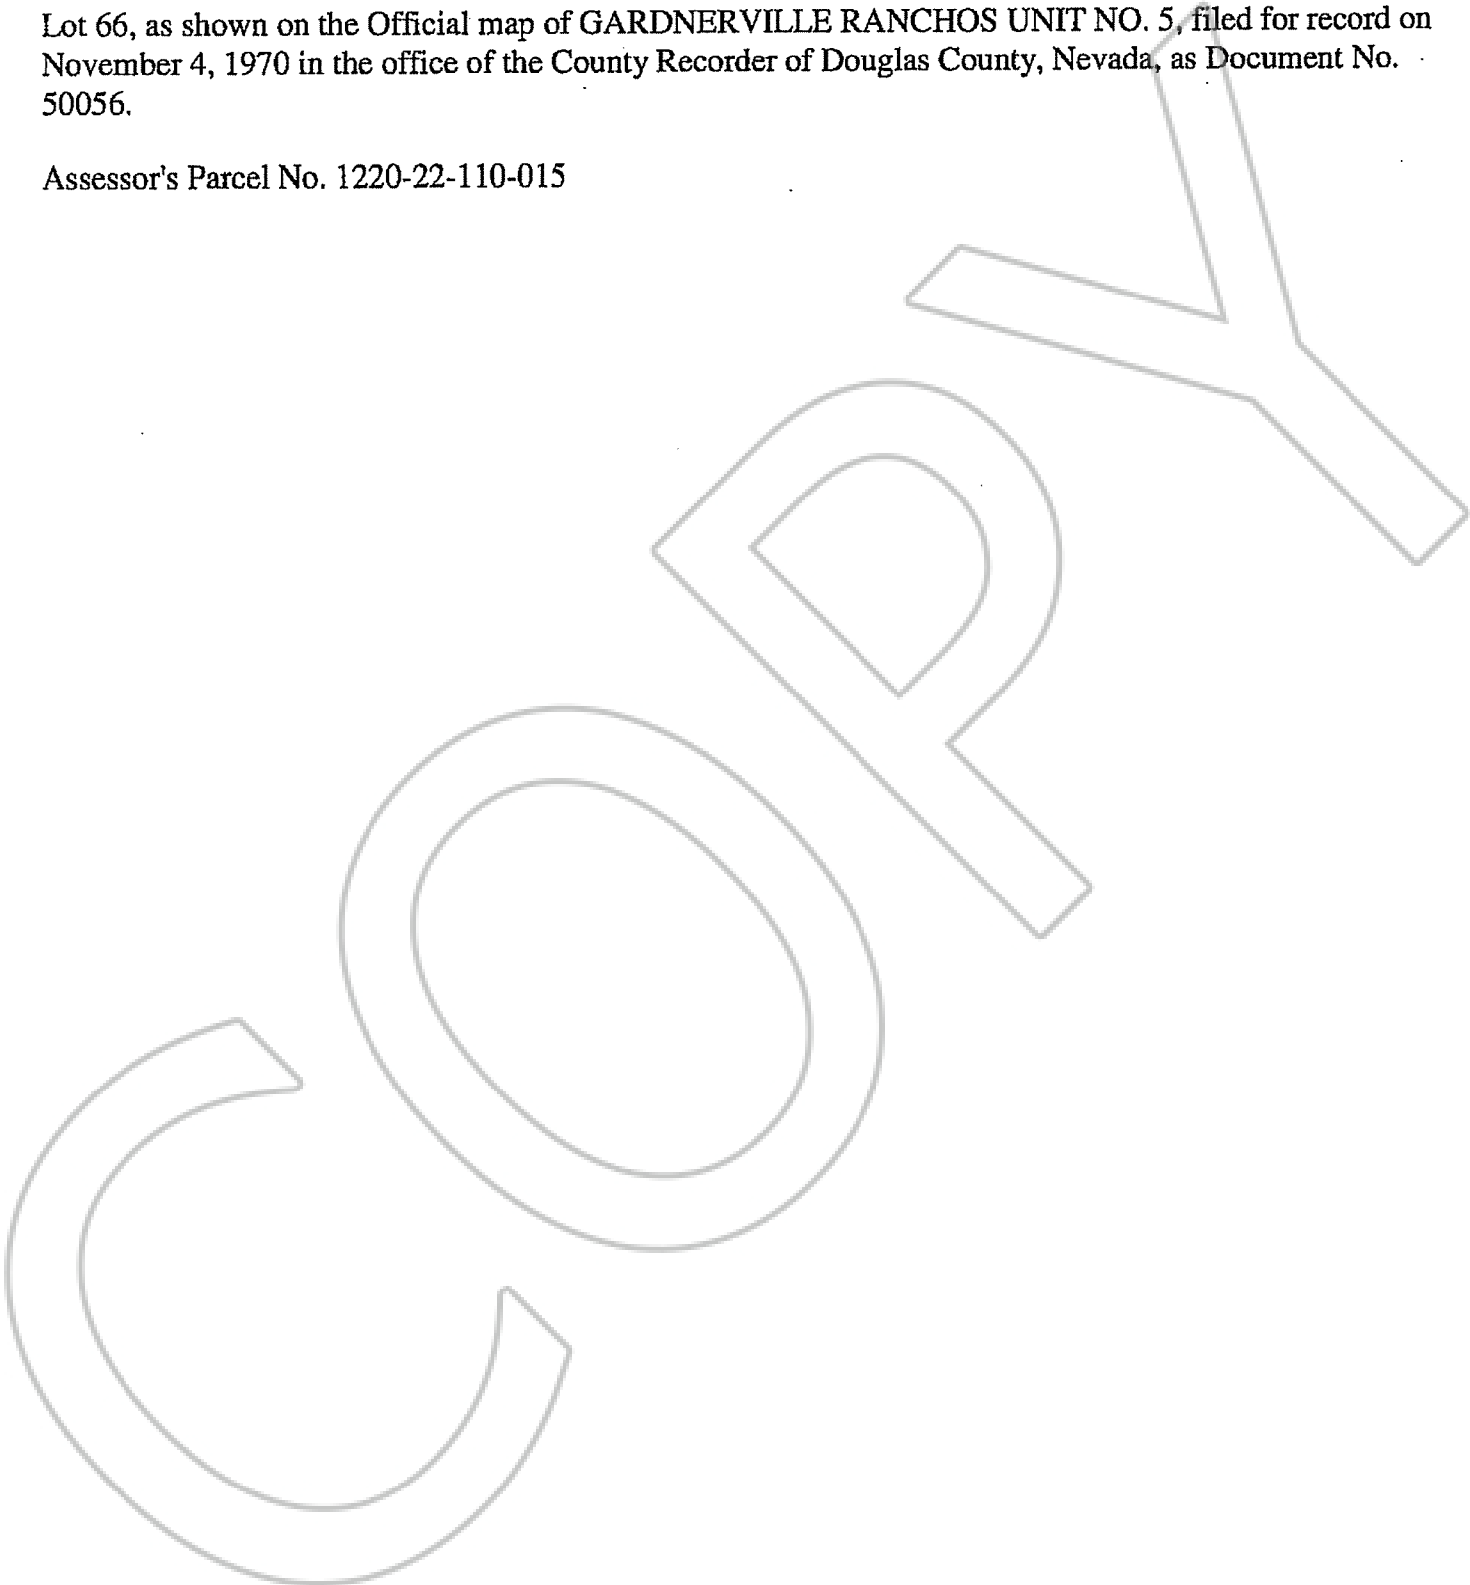 Lot 66, as shown on the Official map of GARDNERVILLE RANCHOS UNIT NO. 5, filed for record on
November 4, 1970 in the office of the County Recorder of Douglas County, Nevada, as Document No.
50056.
Assessor's Parcel No. 1220-22-110-015
COPY